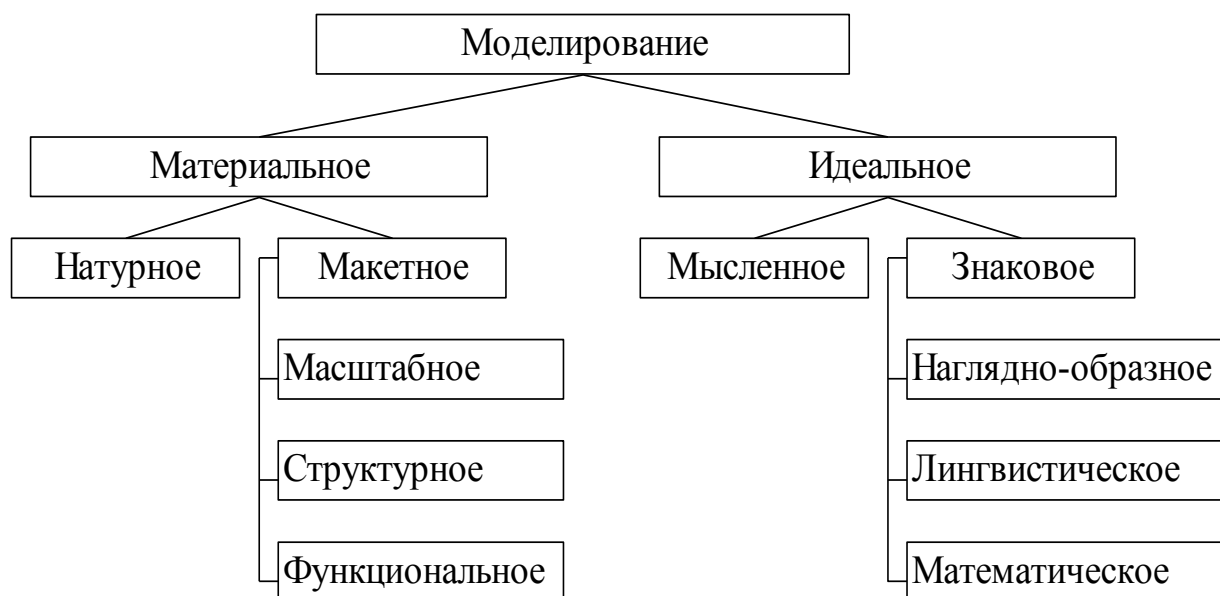 Моделирование
Материальное
Идеальное
Натурное
Макетное
Мысленное
Знаковое
Масштабное
Наглядно-образное
Структурное
Лингвистическое
Функциональное
Математическое